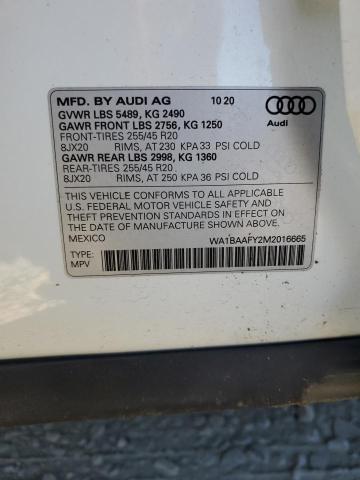 MFD. BY AUDI AG 10 20
GVWR LBS 5489, KG 2490
GAWR FRONT LBS 2756, KG 1250
FRONT-TIRES 255/45 R20
8JX20 RIMS, AT 230 KPA 33 PSI COLD
GAWR REAR LBS 2998, KG 1360
REAR-TIRES 255/45 R20
8JX20 RIMS, AT 250 KPA 36 PSI COLD
THIS VEHICLE CONFORMS TO ALL APPLICABLE
U.S. FEDERAL MOTOR VEHICLE SAFETY AND
THEFT PREVENTION STANDARDS IN EFFECT ON
THE DATE OF MANUFACTURE SHOWN ABOVE.
MEXICO WA1BAAFY2M2016665
TYPE:
MPV